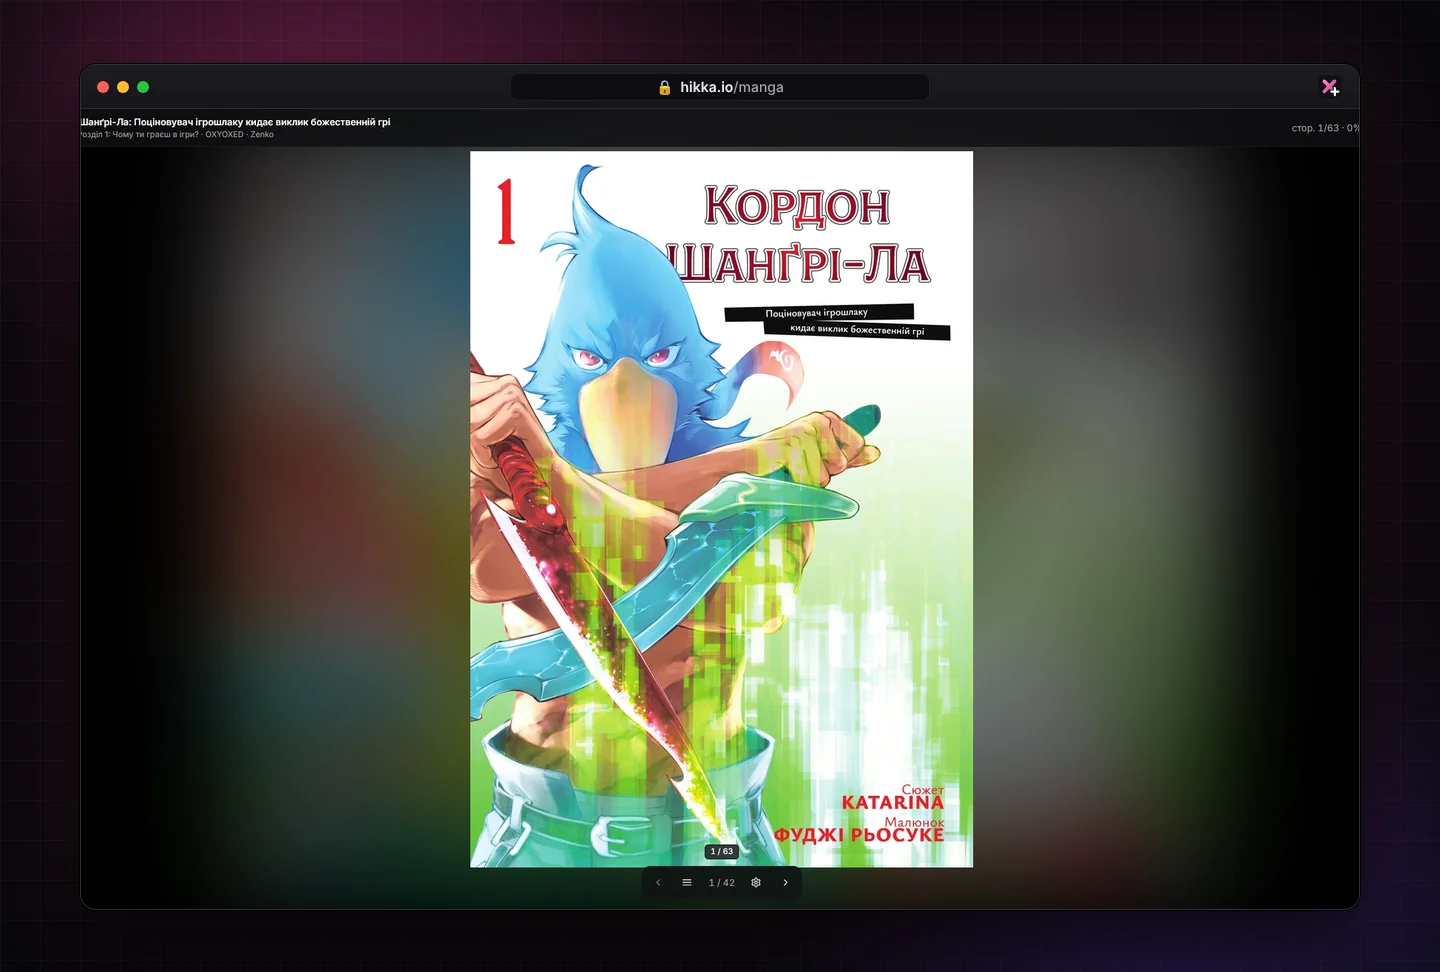 hikka.io/manga
Шанґрі-Ла: Поціновувач ігрошлаку кидає виклик божественній грі
Розділ 1: Чому ти граєш в ігри? · OXYOXED · Zenko
стор. 1/63 · 0%
1
Кордон
Шанґрі-Ла
Поціновувач ігрошлаку
кидає виклик божественній грі
Сюжет
KATARINA
Малюнок
ФУДЖІ РЬОСУКЕ
1 / 63
1 / 42